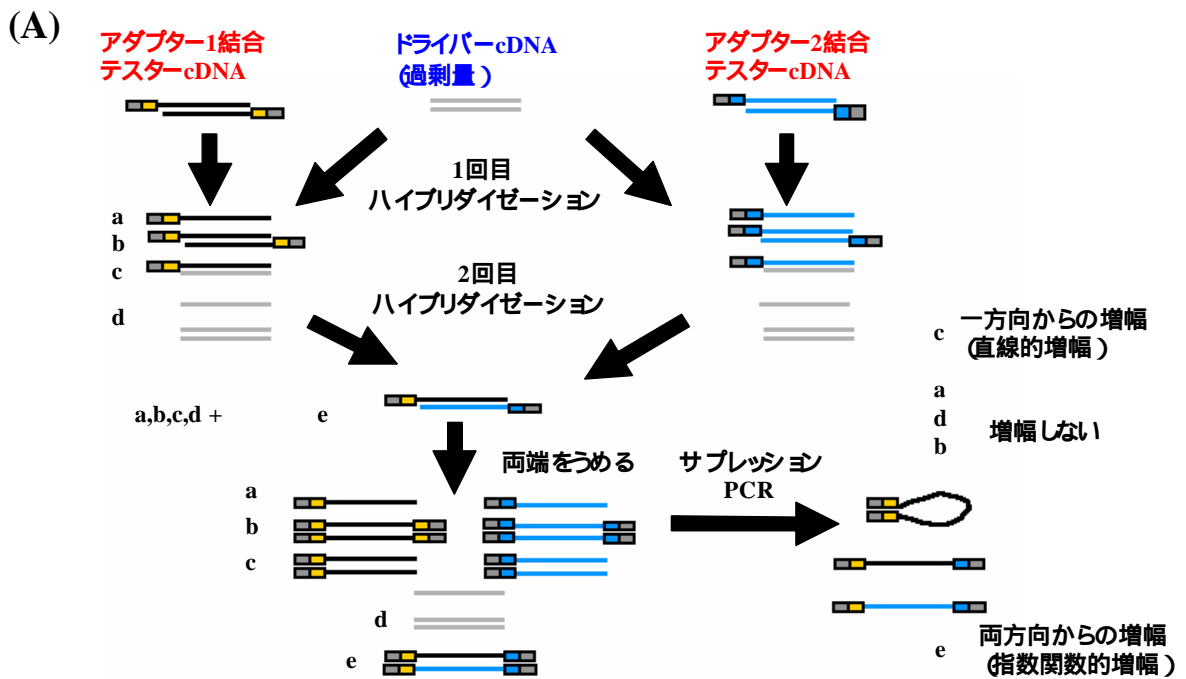 (A)
アダプター1結合
テスターcDNA
ドライバーcDNA
(過剰量)
アダプター2結合
テスターcDNA
1回目
ハイブリダイゼーション
a
b
c
d
2回目
ハイブリダイゼーション
c
一方向からの増幅
(直線的増幅)
a
d
b
増幅しない
a,b,c,d +
e
両端をうめる
サプレッション
PCR
a
b
c
d
e
e
両方向からの増幅
(指数関数的増幅)